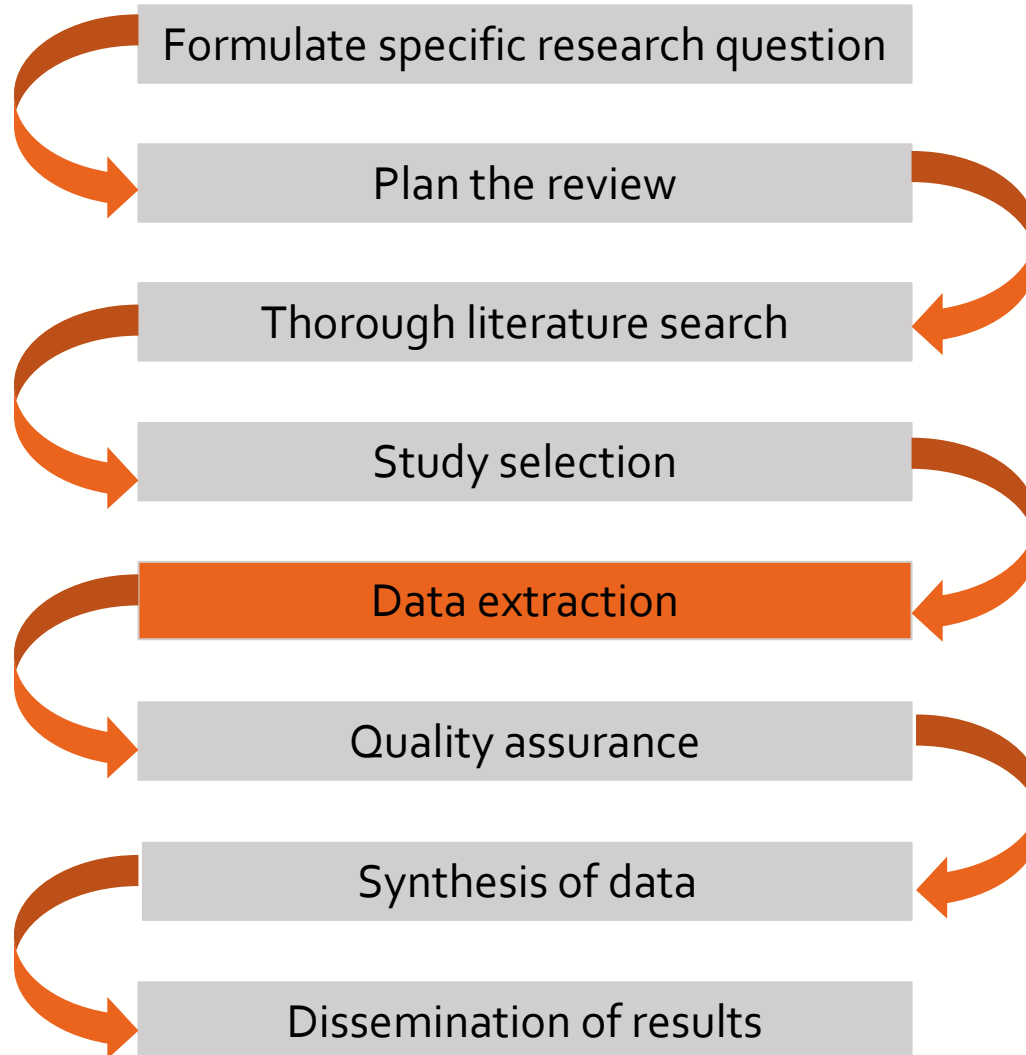 Formulate specific research question
Plan the review
Thorough literature search
Study selection
Data extraction
Quality assurance
Synthesis of data
Dissemination of results